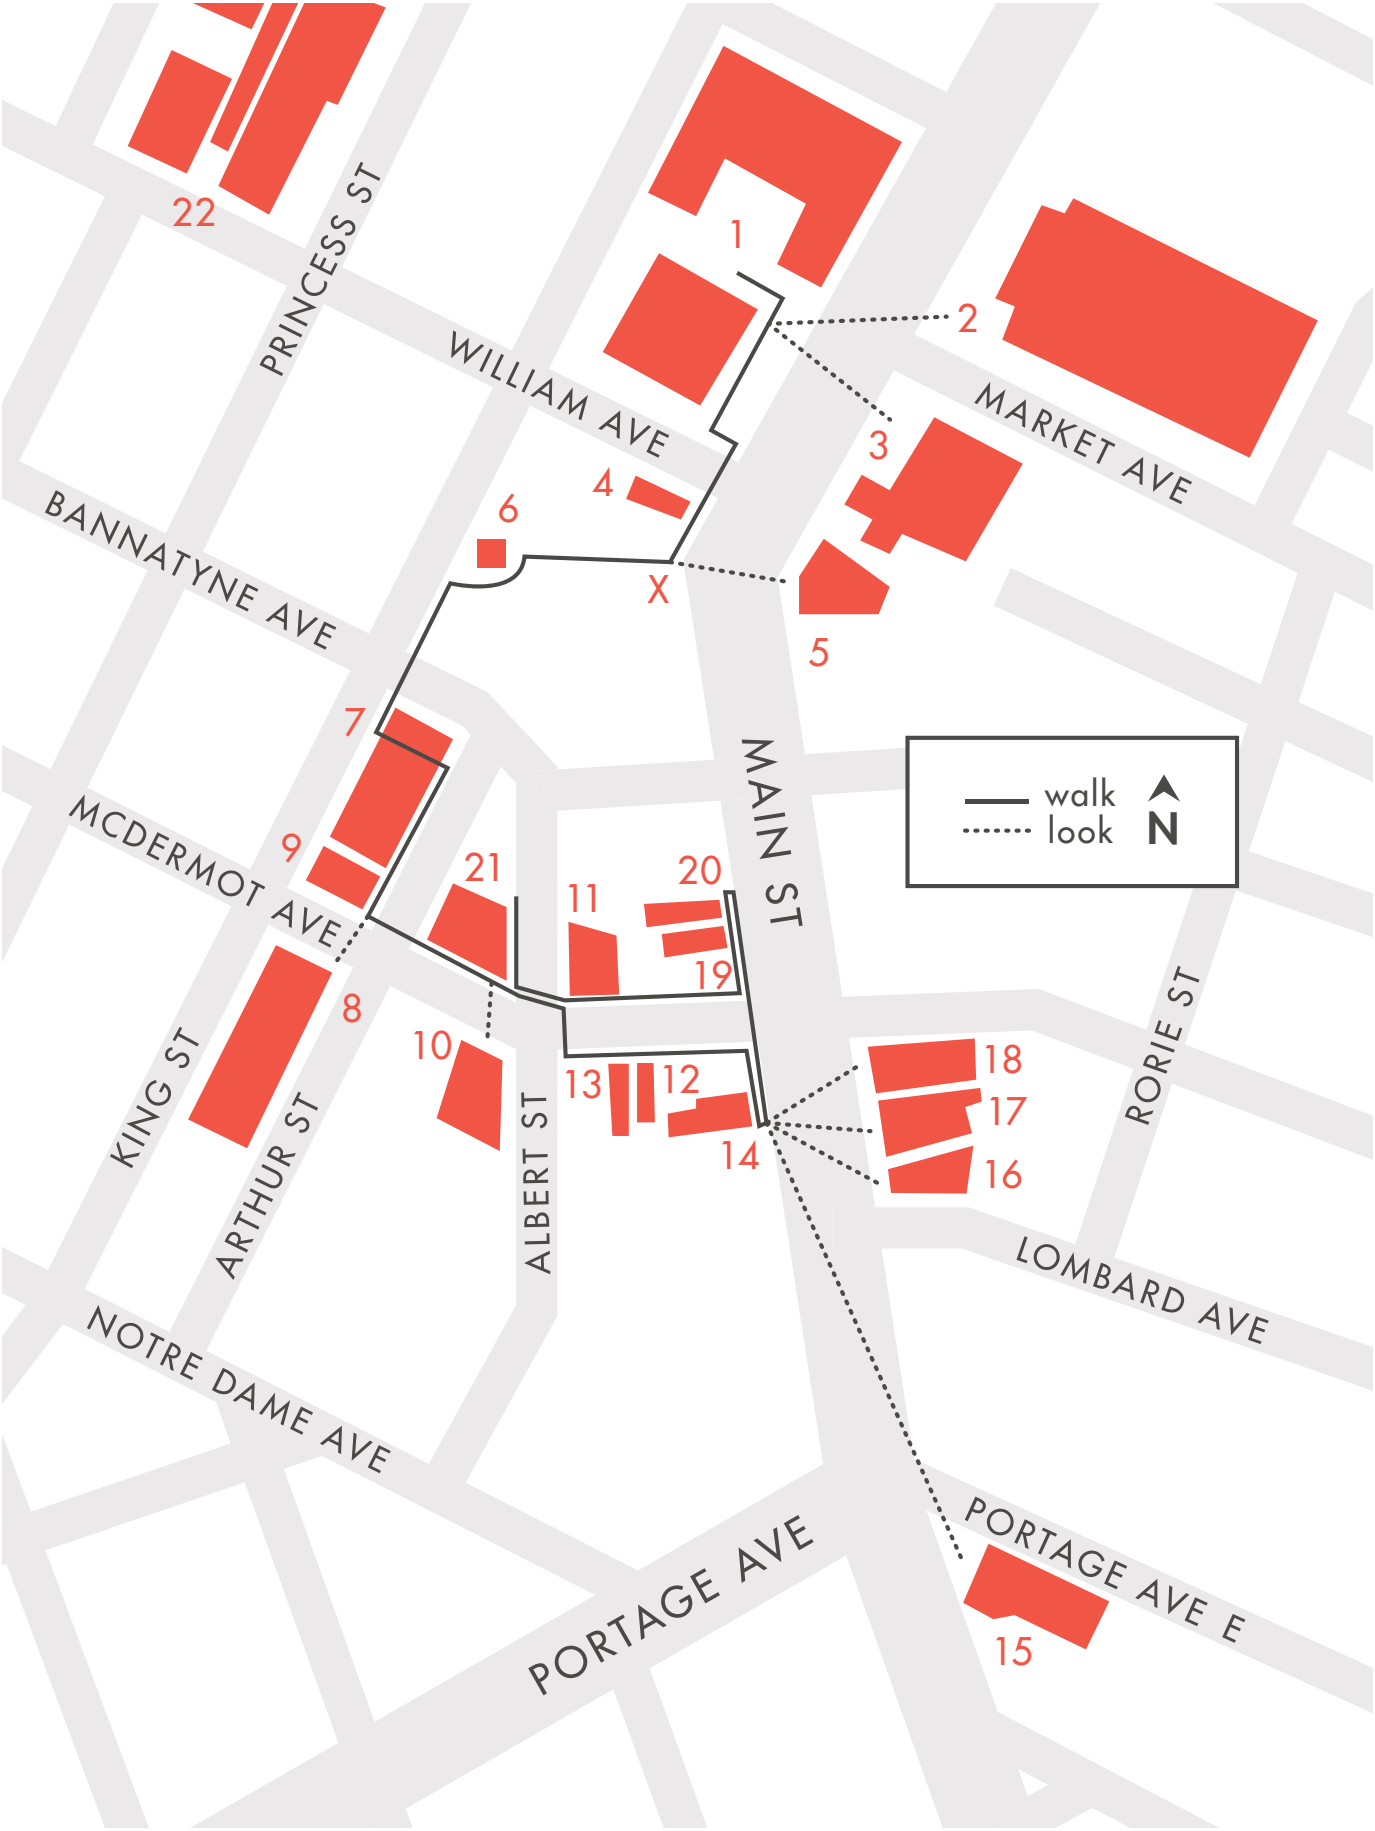 22
PRINCESS ST
1
2
WILLIAM AVE
MARKET AVE
3
4
6
BANNATYNE AVE
X
5
7
MAIN ST
walk
look
N
MCDERMOT AVE
9
21
11
20
19
8
10
13
12
14
18
17
16
KING ST
ARTHUR ST
ALBERT ST
RORIE ST
LOMBARD AVE
NOTRE DAME AVE
PORTAGE AVE
PORTAGE AVE E
15